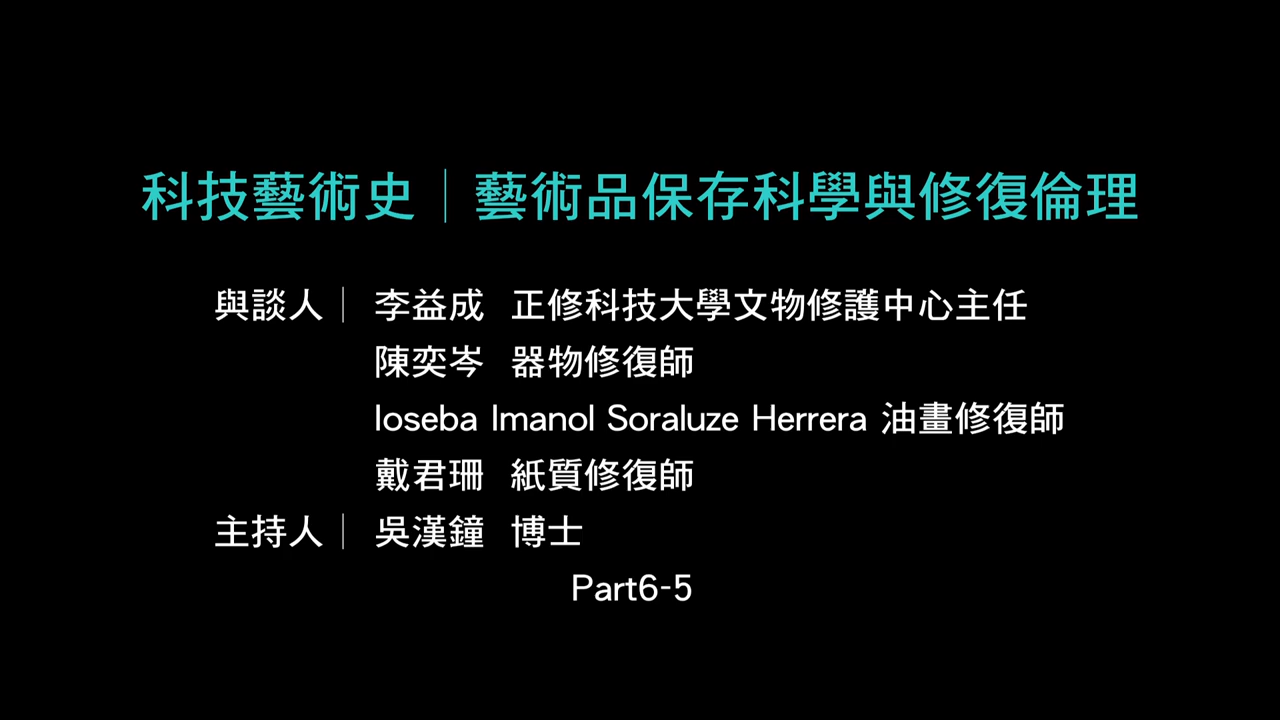 科技藝術史｜藝術品保存科學與修復倫理
與談人｜ 李益成 正修科技大學文物修護中心主任
陳奕岑 器物修復師
Ioseba Imanol Soraluze Herrera 油畫修復師
戴君珊 紙質修復師
主持人｜ 吳漢鐘 博士
Part6-5